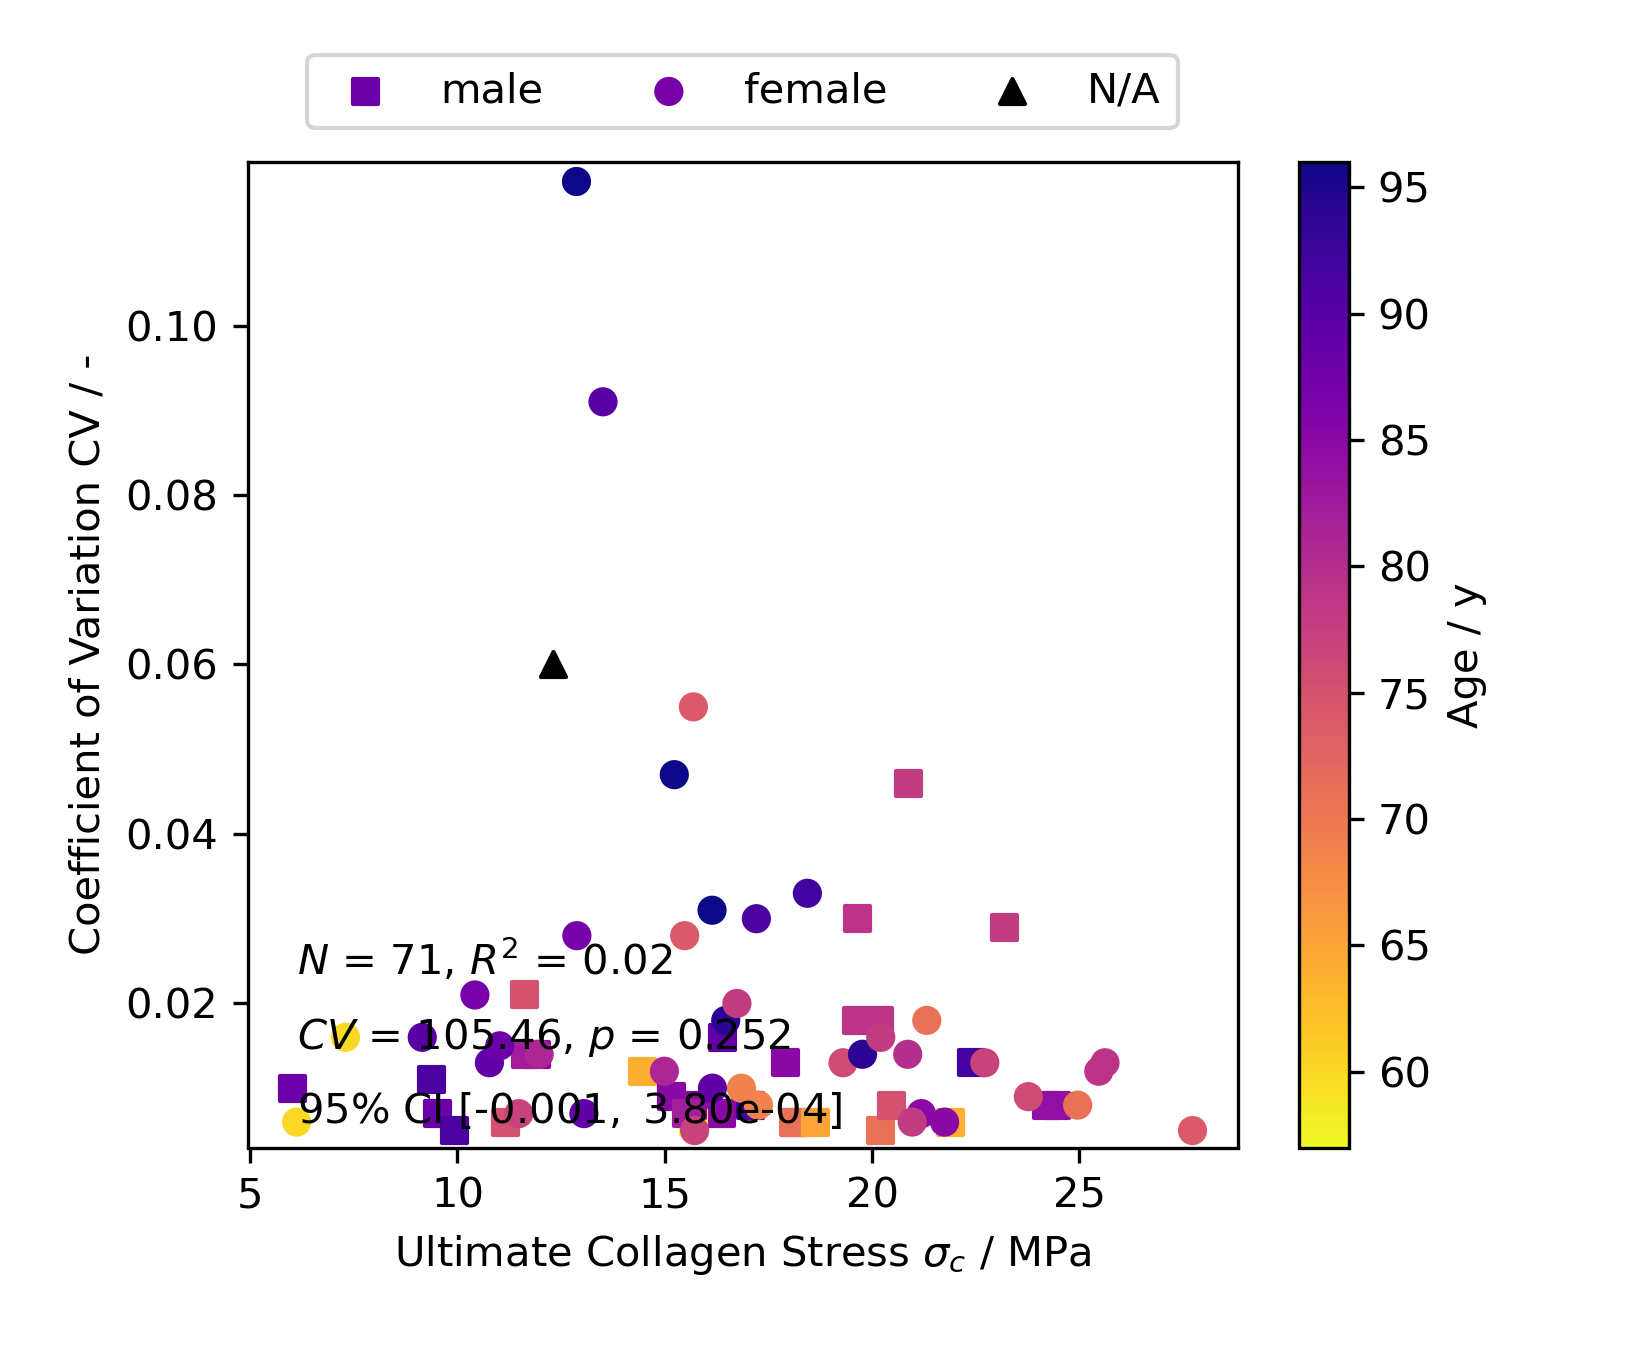 male female N/A
Coefficient of Variation CV / -
0.10
0.08
0.06
0.04
0.02
N = 71, R² = 0.02
CV = 105.46, p = 0.252
95% CI [-0.001, 3.80e-04]
5 10 15 20 25
Ultimate Collagen Stress σc / MPa
95
90
85
80
75
70
65
60
Age / y